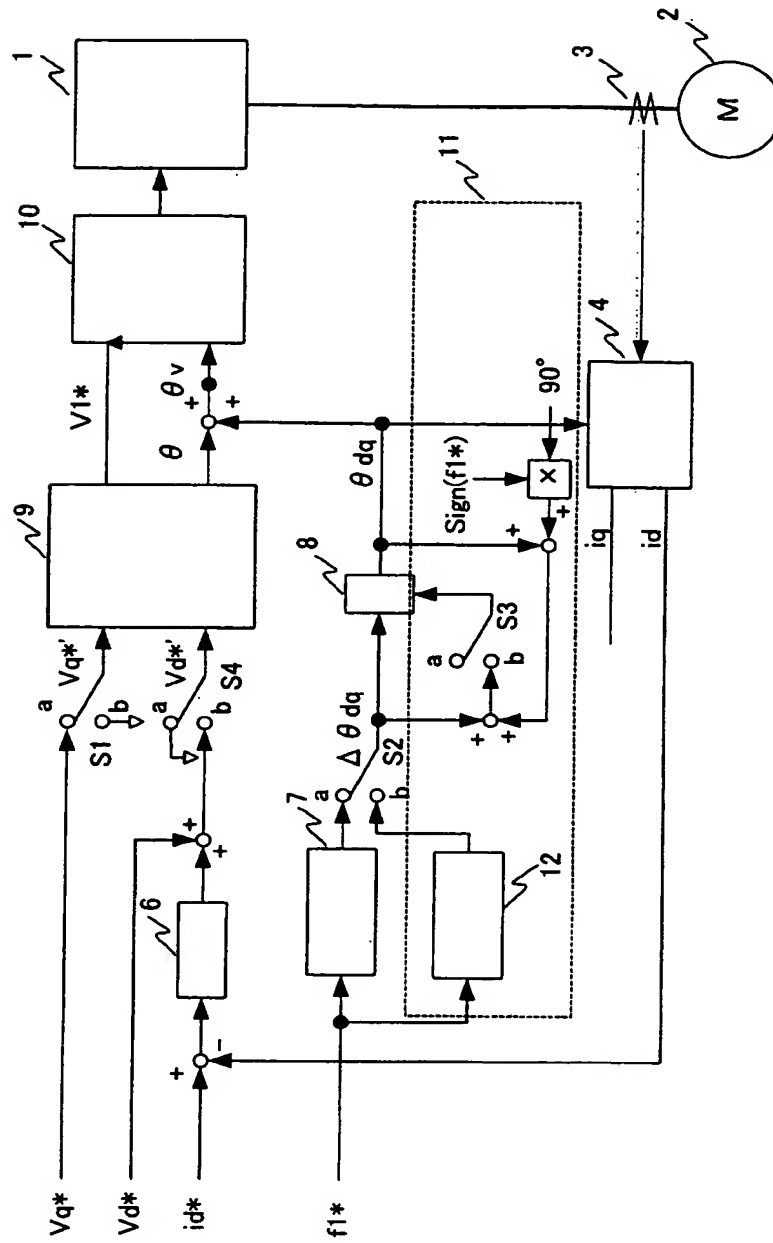 Vq*
Vd*
id*
f1*
a
b
S1
Vq*'
a
b
S4
Vd*'
+
+
6
+
-
9
V1*
θ
+
+
θv
10
1
3
2
M
7
a
b
S2
Δθdq
8
θdq
12
+
+
a
b
S3
+
+
Sign(f1*)
X
90°
11
4
iq
id